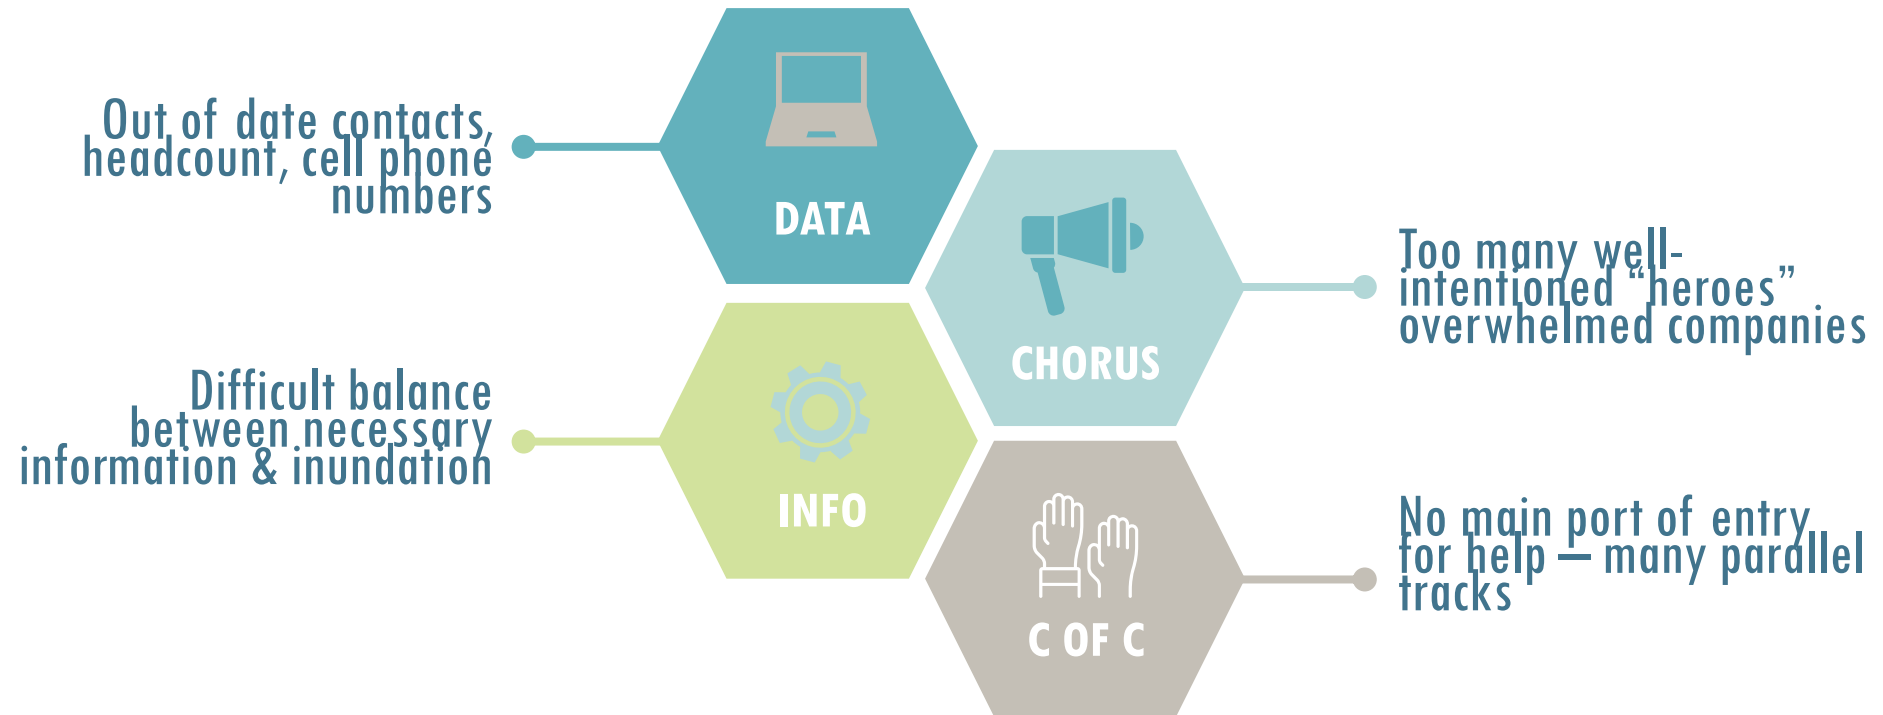 Out of date contacts,
headcount, cell phone
numbers
DATA
Too many well-
intentioned “heroes”
overwhelmed companies
CHORUS
Difficult balance
between necessary
information & inundation
INFO
No main port of entry
for help – many parallel
tracks
C OF C